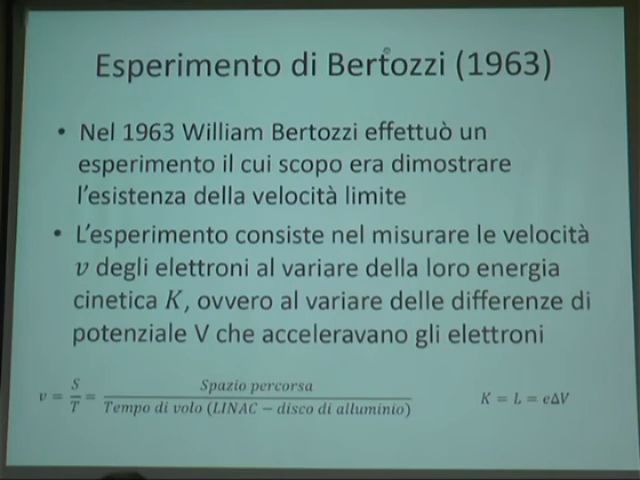 Esperimento di Bertozzi (1963)
• Nel 1963 William Bertozzi effettuò un
esperimento il cui scopo era dimostrare
l'esistenza della velocità limite
• L'esperimento consiste nel misurare le velocità
v degli elettroni al variare della loro energia
cinetica K, ovvero al variare delle differenze di
potenziale V che acceleravano gli elettroni
v = S/T = Spazio percorsa / Tempo di volo (LINAC − disco di alluminio) K = L = eΔV